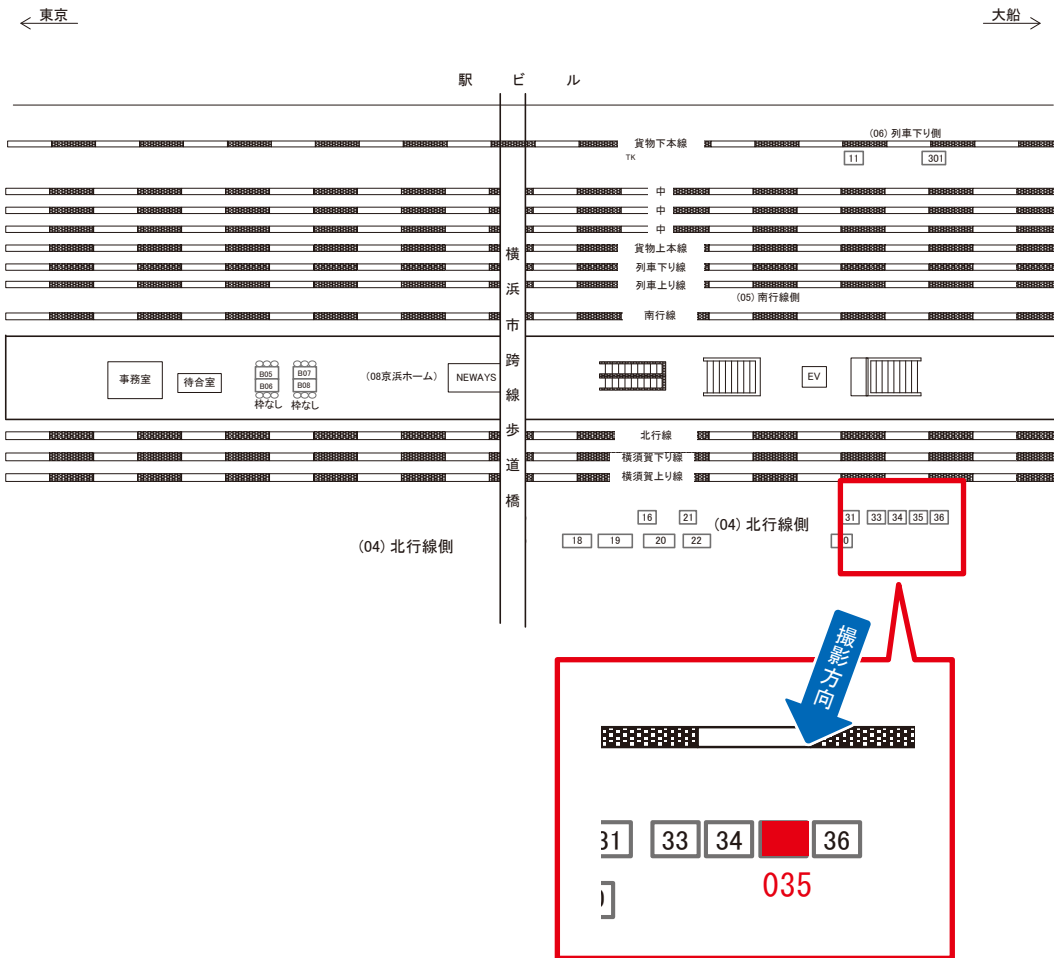 東京
大船
駅ビル
(06) 列車下り側
貨物下本線
TK
11
301
中
中
中
貨物上本線
列車下り線
列車上り線
(05) 南行線側
南行線
横浜市跨線歩道橋
事務室
待合室
B05
B06
枠なし
B07
B08
枠なし
(08京浜ホーム)
NEWAYS
EV
北行線
横須賀下り線
横須賀上り線
16
21
(04) 北行線側
31
33
34
35
36
(04) 北行線側
18
19
20
22
撮影方向
31
33
34
36
035